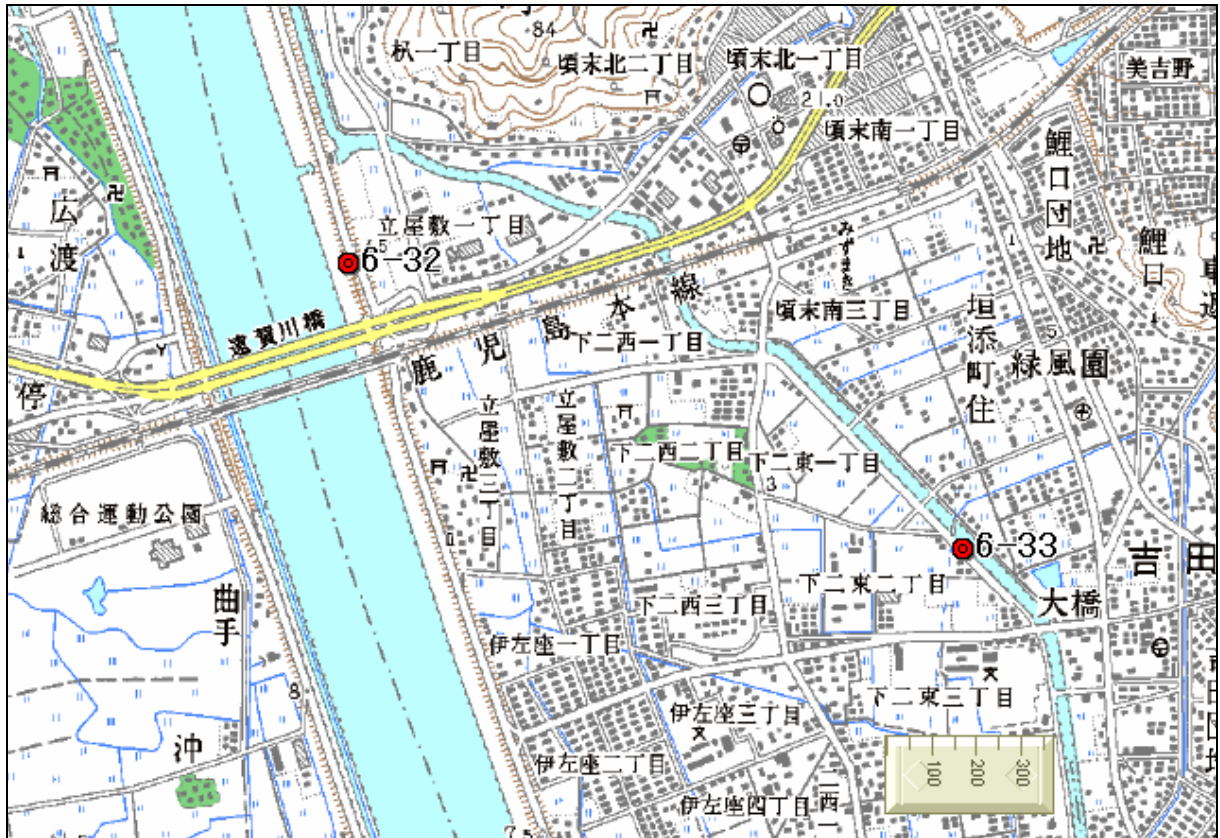 84
杁一丁目
頃末北二丁目
頃末北一丁目
美吉野
21.0
頃末南一丁目
鯉口団地
広渡
立屋敷一丁目
5
6-32
みずまき
鯉口
遠賀川橋
鹿児島本線
頃末南三丁目
垣添町住
下二西一丁目
5
緑風園
停
立屋敷三丁目
立屋敷二丁目
下二西二丁目
下二東一丁目
3
総合運動公園
6-33
吉田
曲手
下二西三丁目
下二東二丁目
大橋
伊左座一丁目
8
下二東三丁目
伊左座三丁目
沖
伊左座二丁目
100
200
300
伊左座四丁目
7.5